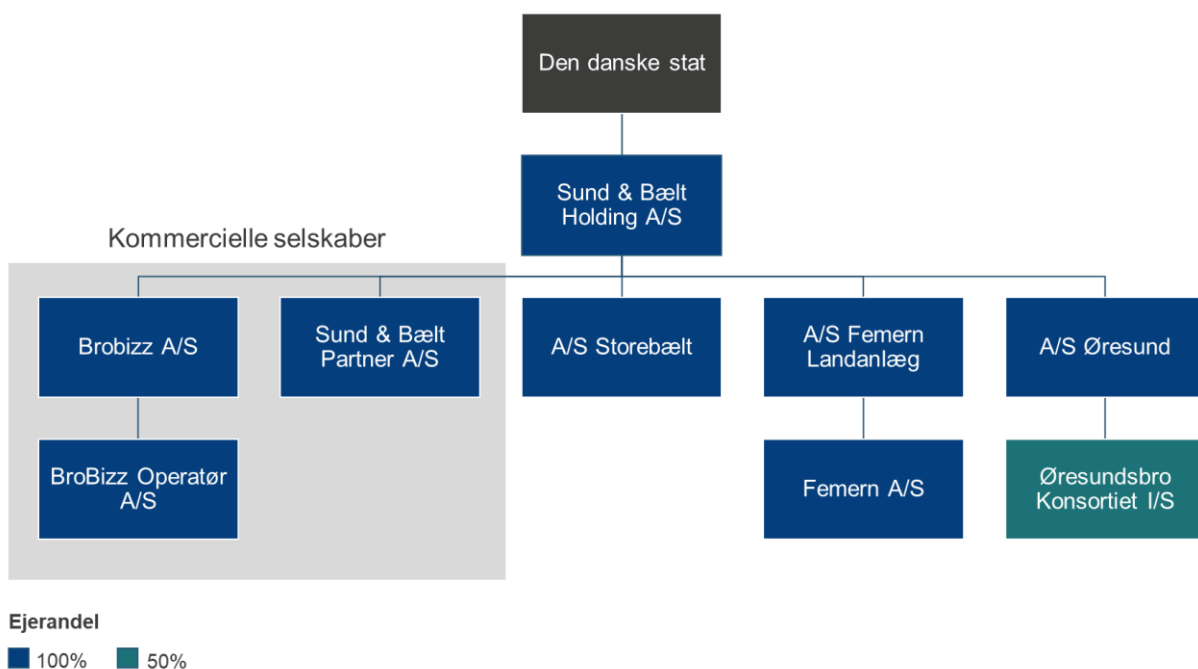 Den danske stat
Sund & Bælt
Holding A/S
Kommercielle selskaber
Brobizz A/S
Sund & Bælt
Partner A/S
A/S Storebælt
A/S Femern
Landanlæg
A/S Øresund
BroBizz Operatør
A/S
Femern A/S
Øresundsbro
Konsortiet I/S
Ejerandel
100%
50%